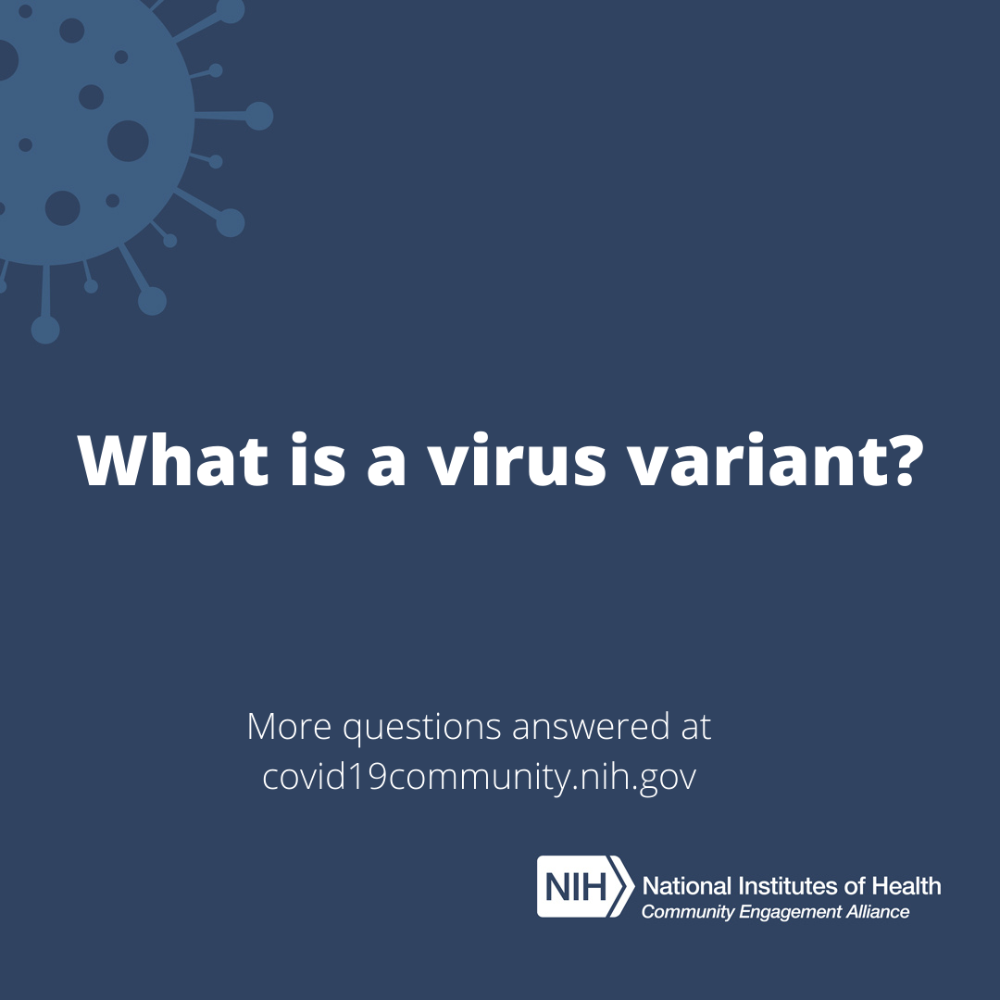 What is a virus variant?
More questions answered at
covid19community.nih.gov
NIH National Institutes of Health
Community Engagement Alliance